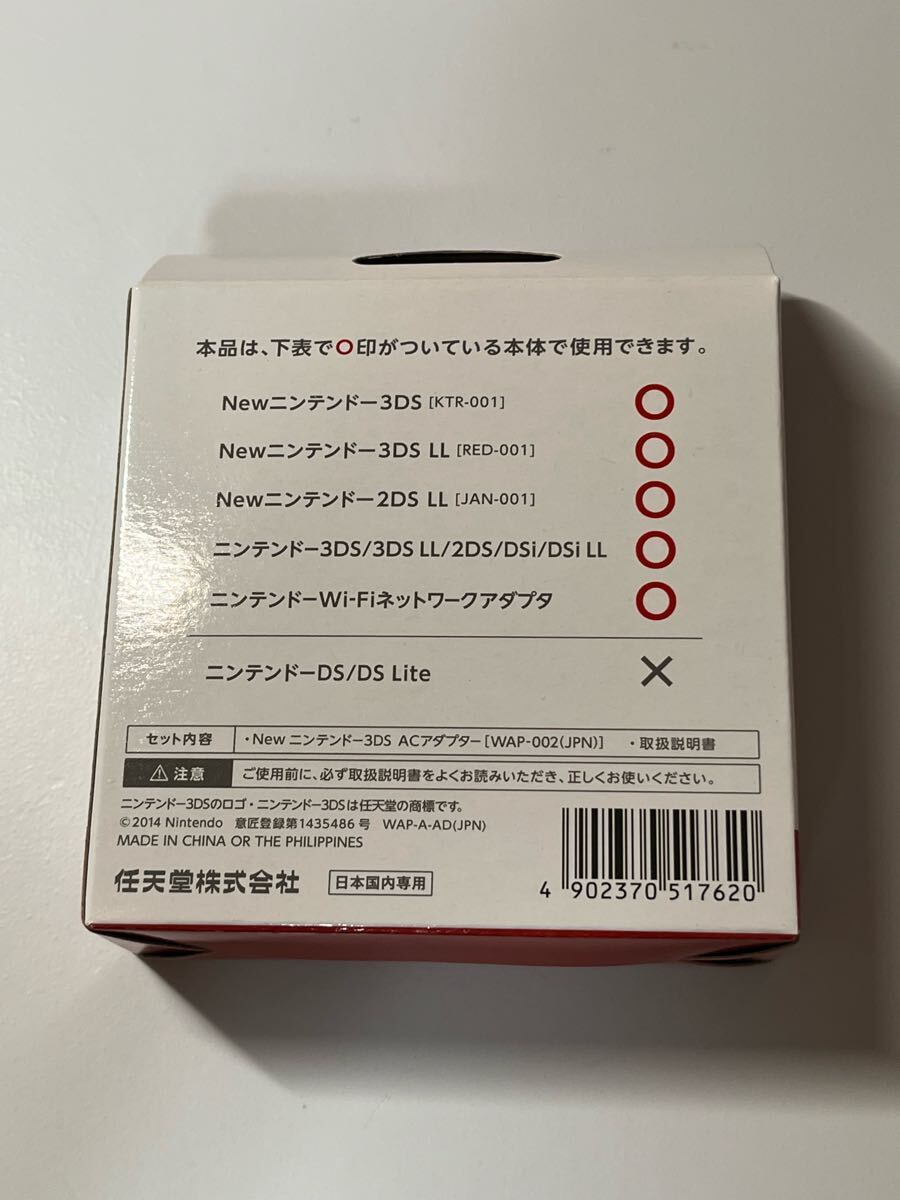 本品は、下表で○印がついている本体で使用できます。
Newニンテンドー3DS [KTR-001] ○
Newニンテンドー3DS LL [RED-001] ○
Newニンテンドー2DS LL [JAN-001] ○
ニンテンドー3DS/3DS LL/2DS/DSi/DSi LL ○
ニンテンドーWi-Fiネットワークアダプタ ○
ニンテンドーDS/DS Lite ×
セット内容 ・New ニンテンドー3DS ACアダプター[WAP-002(JPN)] ・取扱説明書
⚠注意 ご使用前に、必ず取扱説明書をよくお読みいただき、正しくお使いください。
ニンテンドー3DSのロゴ・ニンテンドー3DSは任天堂の商標です。
©2014 Nintendo 意匠登録第1435486号 WAP-A-AD(JPN)
MADE IN CHINA OR THE PHILIPPINES
任天堂株式会社 日本国内専用
4 902370 517620